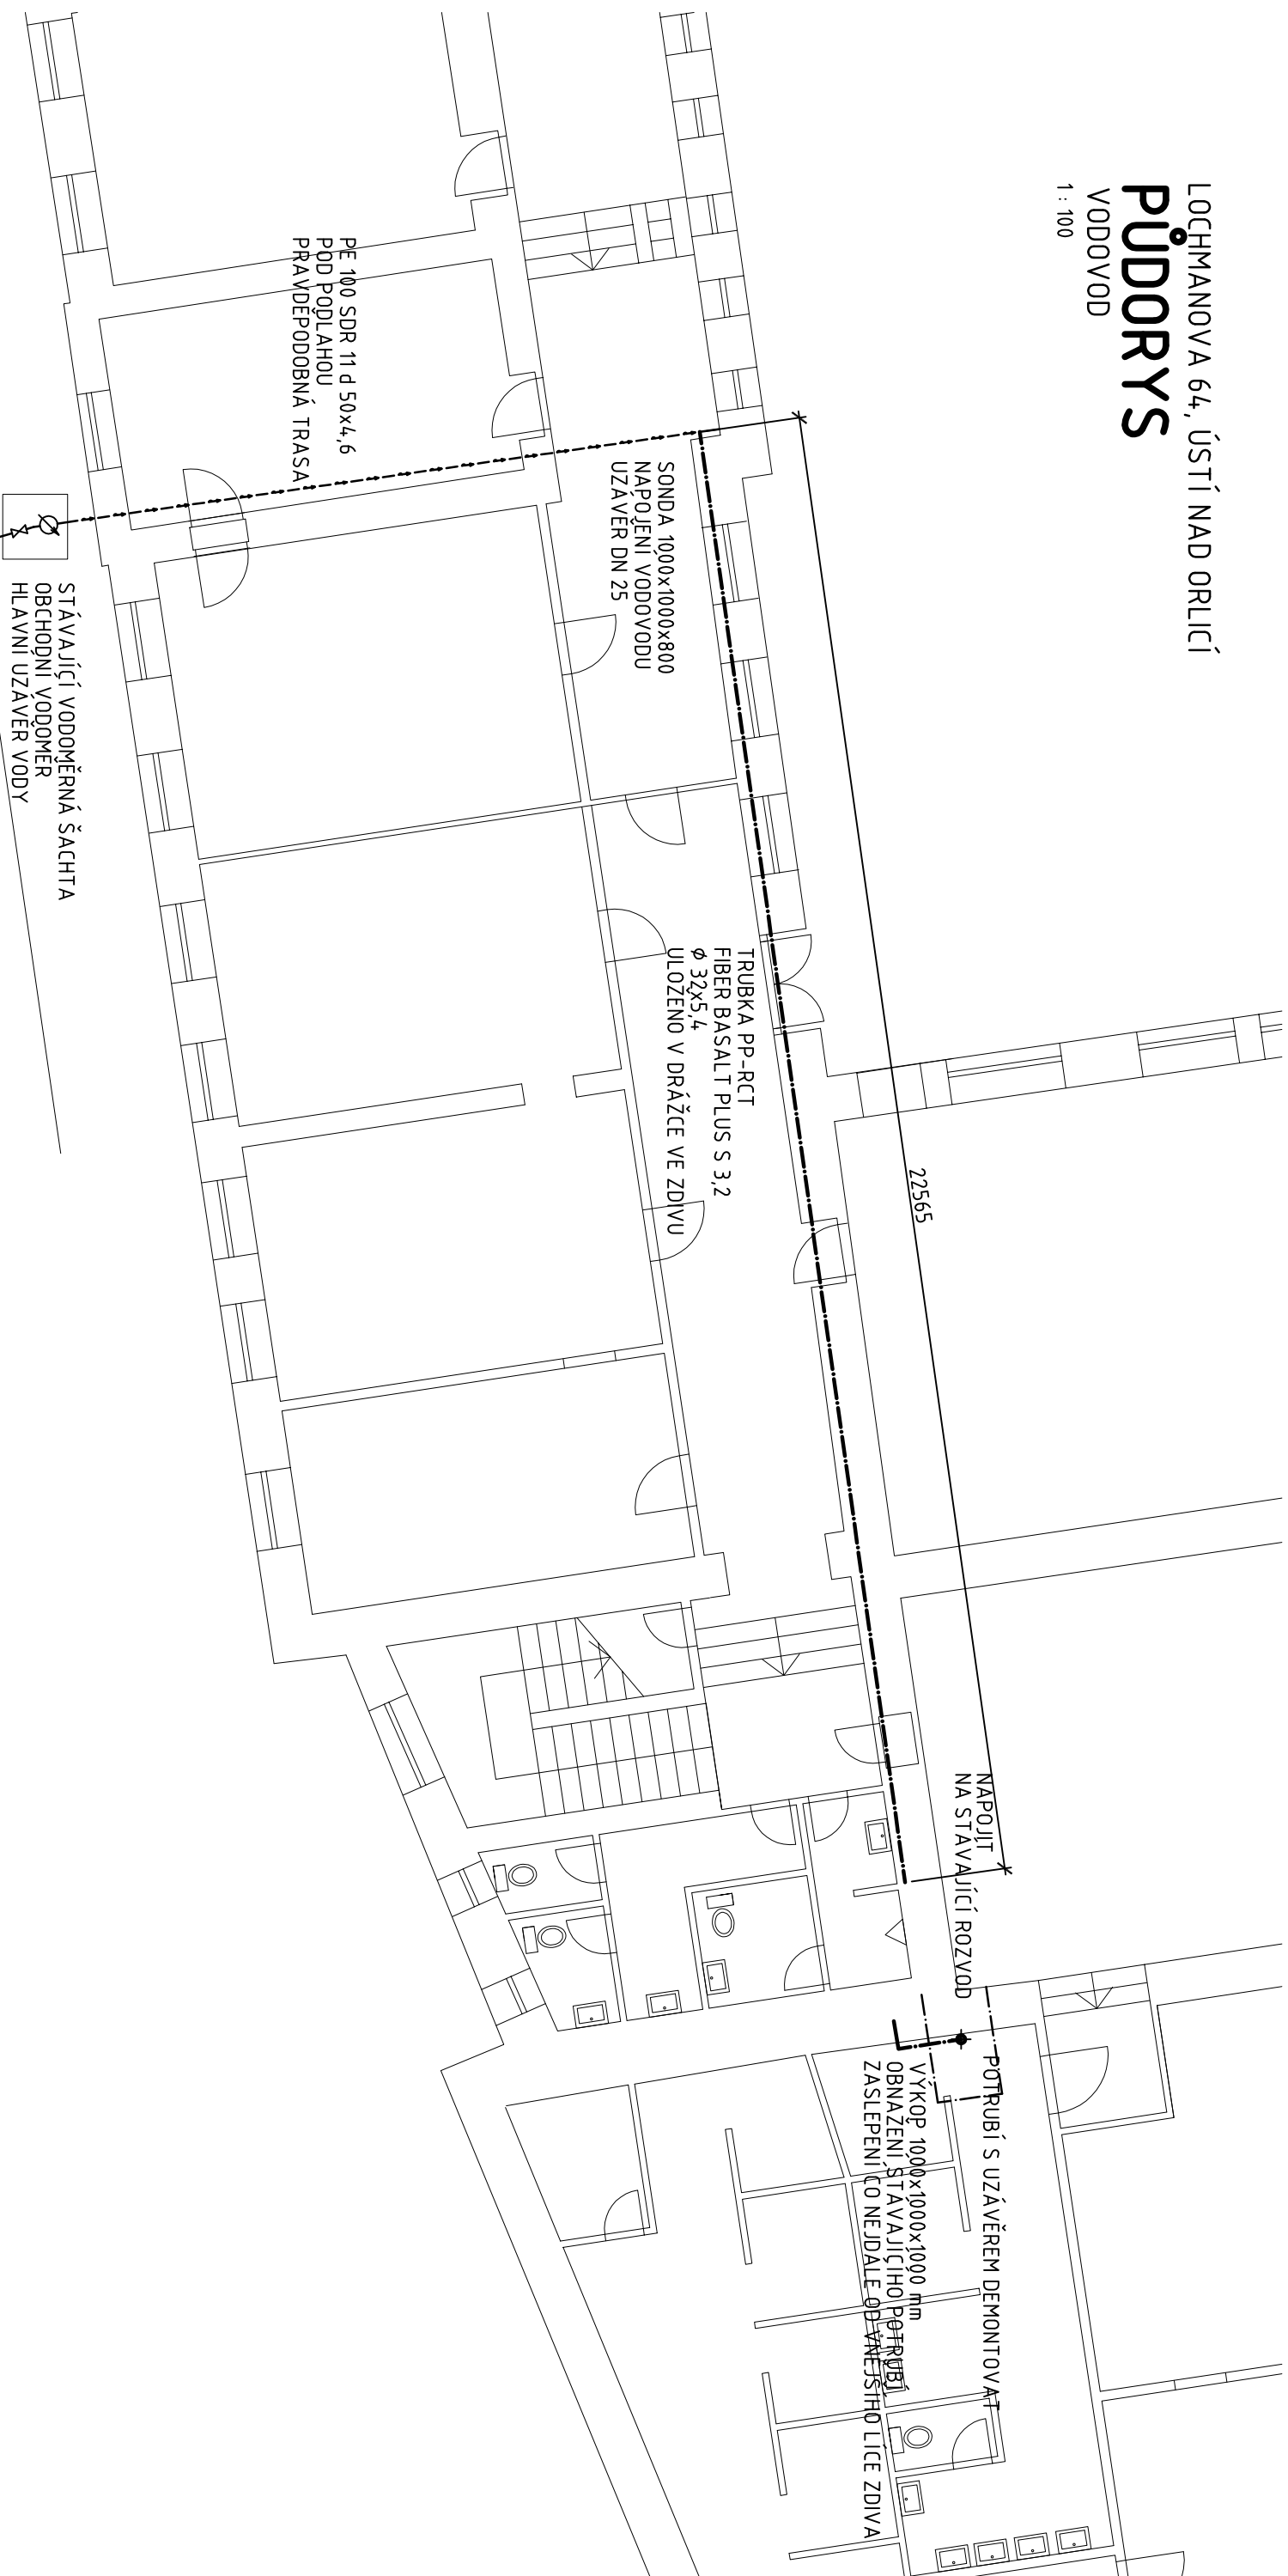 LOCHMANOVA 64, ÚSTÍ NAD ORLICÍ
PŮDORYS
VODOVOD
1 : 100
PE 100 SDR 11 d 50x4,6
POD PODLAHOU
PRAVDĚPODOBNÁ TRASA
SONDA 1000x1000x800
NAPOJENÍ VODOVODU
UZÁVĚR DN 25
STÁVAJÍCÍ VODOMĚRNÁ ŠACHTA
OBCHODNÍ VODOMĚR
HLAVNÍ UZÁVĚR VODY
TRUBKA PP-RCT
FIBER BASALT PLUS S 3,2
Ø 32x5,4
ULOŽENO V DRÁŽCE VE ZDIVU
22565
NAPOJIT
NA STÁVAJÍCÍ ROZVOD
POTRUBÍ S UZÁVĚREM DEMONTOVAT
VÝKOP 1000x1000x1000 mm
OBNAŽENÍ STÁVAJÍCÍHO POTRUBÍ
ZASLEPENÍ CO NEJDÁLE OD VNĚJŠÍHO LÍCE ZDIVA